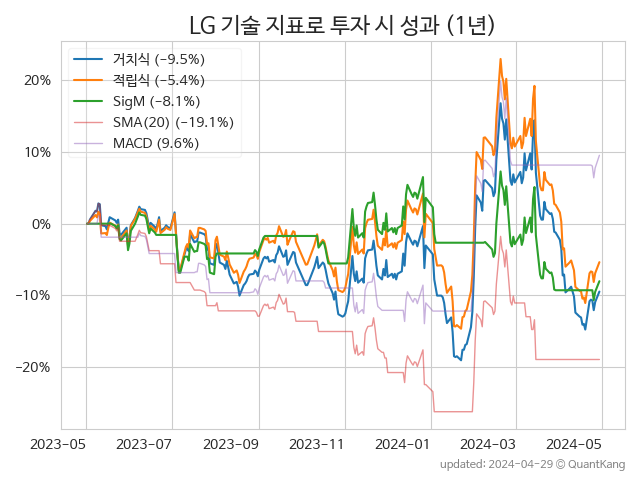 LG 기술 지표로 투자 시 성과 (1년)
거치식 (−9.5%)
적립식 (−5.4%)
SigM (−8.1%)
SMA(20) (−19.1%)
MACD (9.6%)
20%
10%
0%
−10%
−20%
2023-05 2023-07 2023-09 2023-11 2024-01 2024-03 2024-05
updated: 2024-04-29 © QuantKang